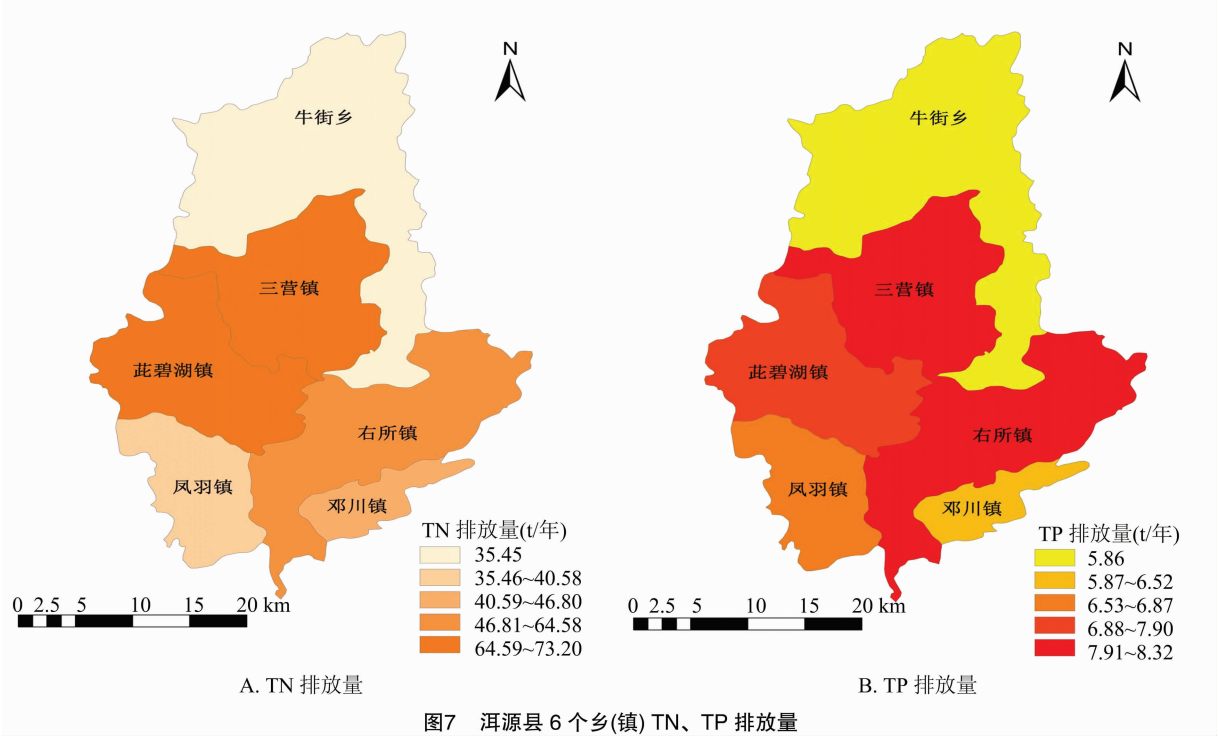 N
牛街乡
三营镇
茈碧湖镇
右所镇
凤羽镇
邓川镇
TN 排放量(t/年)
35.45
35.46~40.58
40.59~46.80
46.81~64.58
64.59~73.20
0 2.5 5 10 15 20 km
A. TN 排放量
N
牛街乡
三营镇
茈碧湖镇
右所镇
凤羽镇
邓川镇
TP 排放量(t/年)
5.86
5.87~6.52
6.53~6.87
6.88~7.90
7.91~8.32
0 2.5 5 10 15 20 km
B. TP 排放量
图7 洱源县 6 个乡(镇) TN、TP 排放量